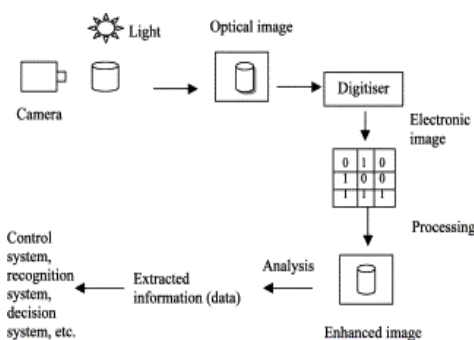 Light
Optical image
Camera
Digitiser
Electronic
image
0 1 0
1 0 0
1 1 1
Processing
Control
system,
recognition
system,
decision
system, etc.
Extracted
information (data)
Analysis
Enhanced image